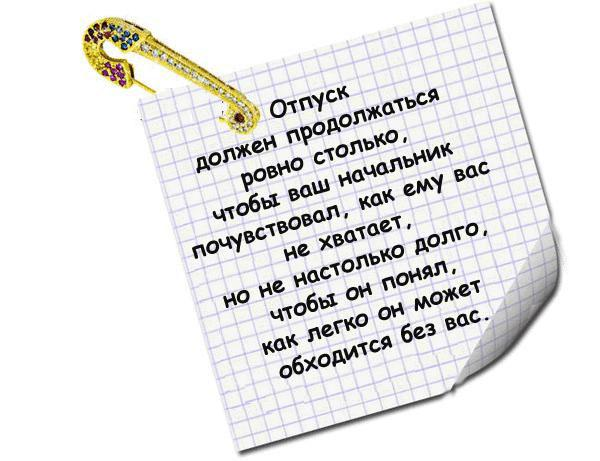 Отпуск
должен продолжаться
ровно столько,
чтобы ваш начальник
почувствовал, как ему вас
не хватает,
но не настолько долго,
чтобы он понял,
как легко он может
обходится без вас.